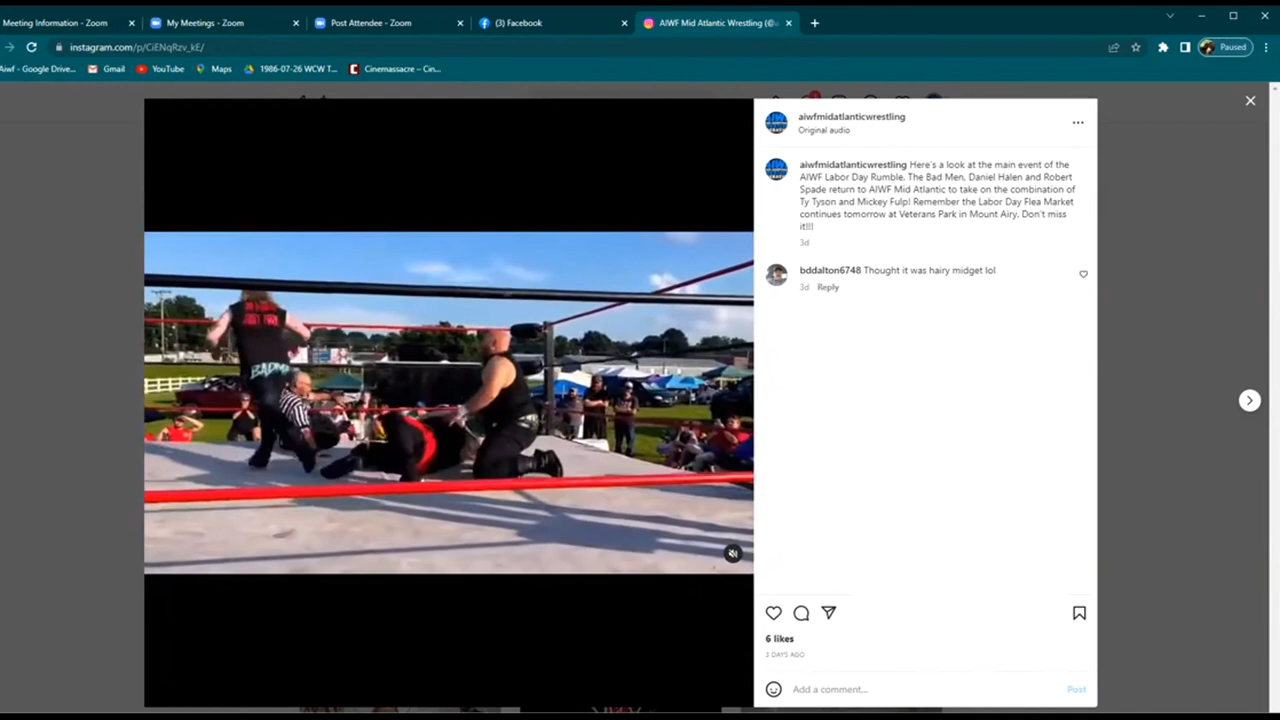 Meeting Information - Zoom
My Meetings - Zoom
Post Attendee - Zoom
(3) Facebook
AIWF Mid Atlantic Wrestling (@
instagram.com/p/CiENqRzv_kE/
Paused
Aiwf - Google Drive...
Gmail
YouTube
Maps
1986-07-26 WCW T...
Cinemassacre – Cin...
aiwfmidatlanticwrestling
Original audio
aiwfmidatlanticwrestling Here's a look at the main event of the
AIWF Labor Day Rumble. The Bad Men, Daniel Halen and Robert
Spade return to AIWF Mid Atlantic to take on the combination of
Ty Tyson and Mickey Fulp! Remember the Labor Day Flea Market
continues tomorrow at Veterans Park in Mount Airy. Don't miss
it!!!
3d
bddalton6748 Thought it was hairy midget lol
3d Reply
6 likes
3 DAYS AGO
Add a comment...
Post